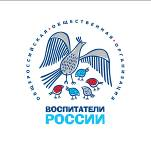 ОБЩЕРОССИЙСКАЯ • ОБЩЕСТВЕННАЯ • ОРГАНИЗАЦИЯ
ВОСПИТАТЕЛИ
РОССИИ